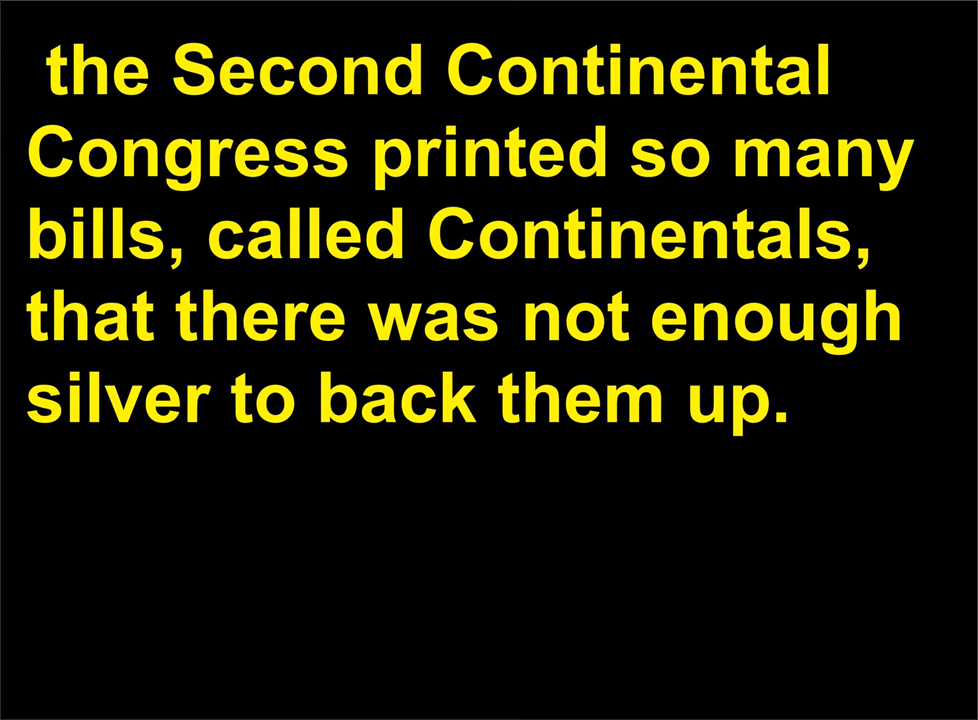 the Second Continental
Congress printed so many
bills, called Continentals,
that there was not enough
silver to back them up.